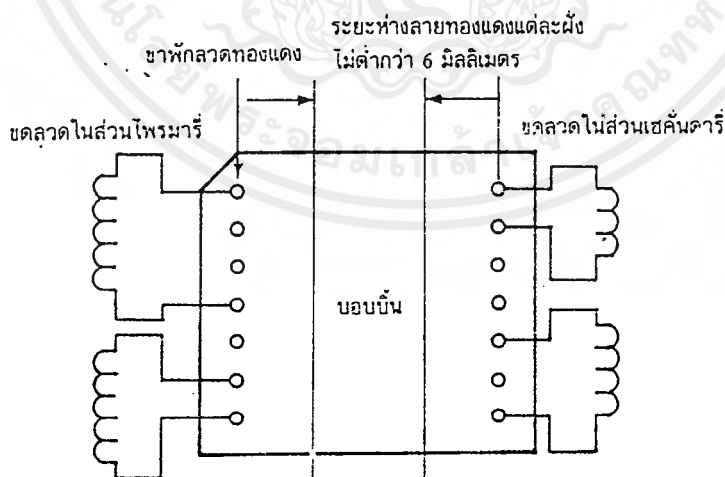 ระยะห่างลายทองแดงแต่ละฝั่ง
ขาพักลวดทองแดง
ไม่ต่ำกว่า 6 มิลลิเมตร
ขดลวดในส่วนไพรมารี่
ขดลวดในส่วนเซคันดารี่
บอบบิ้น